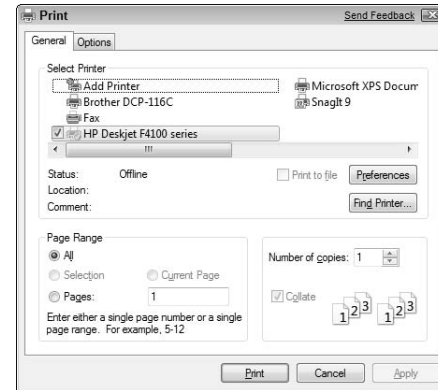 Print
Send Feedback
General
Options
Select Printer
Add Printer
Brother DCP-116C
Fax
HP Deskjet F4100 series
Microsoft XPS Docum
SnagIt 9
Status: Offline
Location:
Comment:
Print to file
Preferences
Find Printer...
Page Range
All
Selection
Current Page
Pages: 1
Enter either a single page number or a single
page range. For example, 5-12
Number of copies: 1
Collate
1 2 3 1 2 3
Print
Cancel
Apply